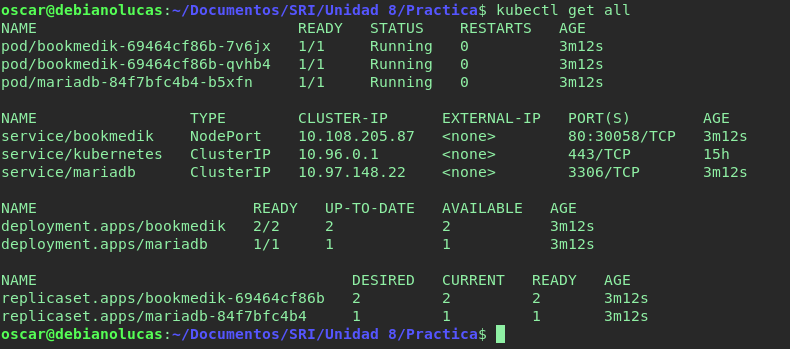 oscar@debianolucas:~/Documentos/SRI/Unidad 8/Practica$ kubectl get all
NAME                             READY   STATUS    RESTARTS   AGE
pod/bookmedik-69464cf86b-7v6jx   1/1     Running   0          3m12s
pod/bookmedik-69464cf86b-qvhb4   1/1     Running   0          3m12s
pod/mariadb-84f7bfc4b4-b5xfn     1/1     Running   0          3m12s
NAME                 TYPE        CLUSTER-IP      EXTERNAL-IP   PORT(S)        AGE
service/bookmedik    NodePort    10.108.205.87   <none>        80:30058/TCP   3m12s
service/kubernetes   ClusterIP   10.96.0.1       <none>        443/TCP        15h
service/mariadb      ClusterIP   10.97.148.22    <none>        3306/TCP       3m12s
NAME                        READY   UP-TO-DATE   AVAILABLE   AGE
deployment.apps/bookmedik   2/2     2            2           3m12s
deployment.apps/mariadb     1/1     1            1           3m12s
NAME                                   DESIRED   CURRENT   READY   AGE
replicaset.apps/bookmedik-69464cf86b   2         2         2       3m12s
replicaset.apps/mariadb-84f7bfc4b4     1         1         1       3m12s
oscar@debianolucas:~/Documentos/SRI/Unidad 8/Practica$